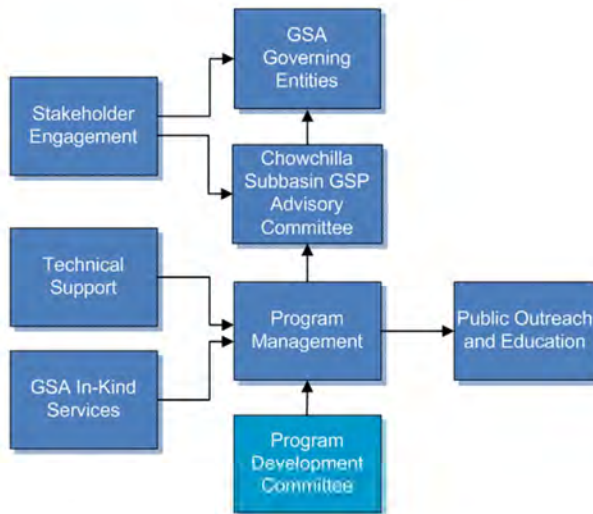 GSA
Governing
Entities
Stakeholder
Engagement
Chowchilla
Subbasin GSP
Advisory
Committee
Technical
Support
Program
Management
Public Outreach
and Education
GSA In-Kind
Services
Program
Development
Committee